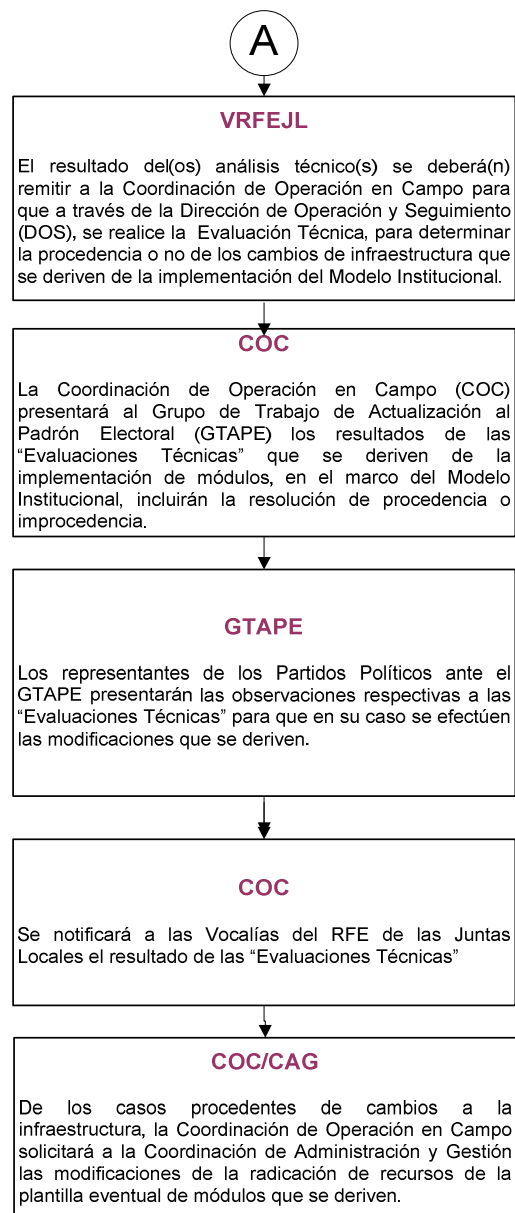 A
VRFEJL
El resultado del(os) análisis técnico(s) se deberá(n)
remitir a la Coordinación de Operación en Campo para
que a través de la Dirección de Operación y Seguimiento
(DOS), se realice la Evaluación Técnica, para determinar
la procedencia o no de los cambios de infraestructura que
se deriven de la implementación del Modelo Institucional.
COC
La Coordinación de Operación en Campo (COC)
presentará al Grupo de Trabajo de Actualización al
Padrón Electoral (GTAPE) los resultados de las
“Evaluaciones Técnicas” que se deriven de la
implementación de módulos, en el marco del Modelo
Institucional, incluirán la resolución de procedencia o
improcedencia.
GTAPE
Los representantes de los Partidos Políticos ante el
GTAPE presentarán las observaciones respectivas a las
“Evaluaciones Técnicas” para que en su caso se efectúen
las modificaciones que se deriven.
COC
Se notificará a las Vocalías del RFE de las Juntas
Locales el resultado de las “Evaluaciones Técnicas”
COC/CAG
De los casos procedentes de cambios a la
infraestructura, la Coordinación de Operación en Campo
solicitará a la Coordinación de Administración y Gestión
las modificaciones de la radicación de recursos de la
plantilla eventual de módulos que se deriven.